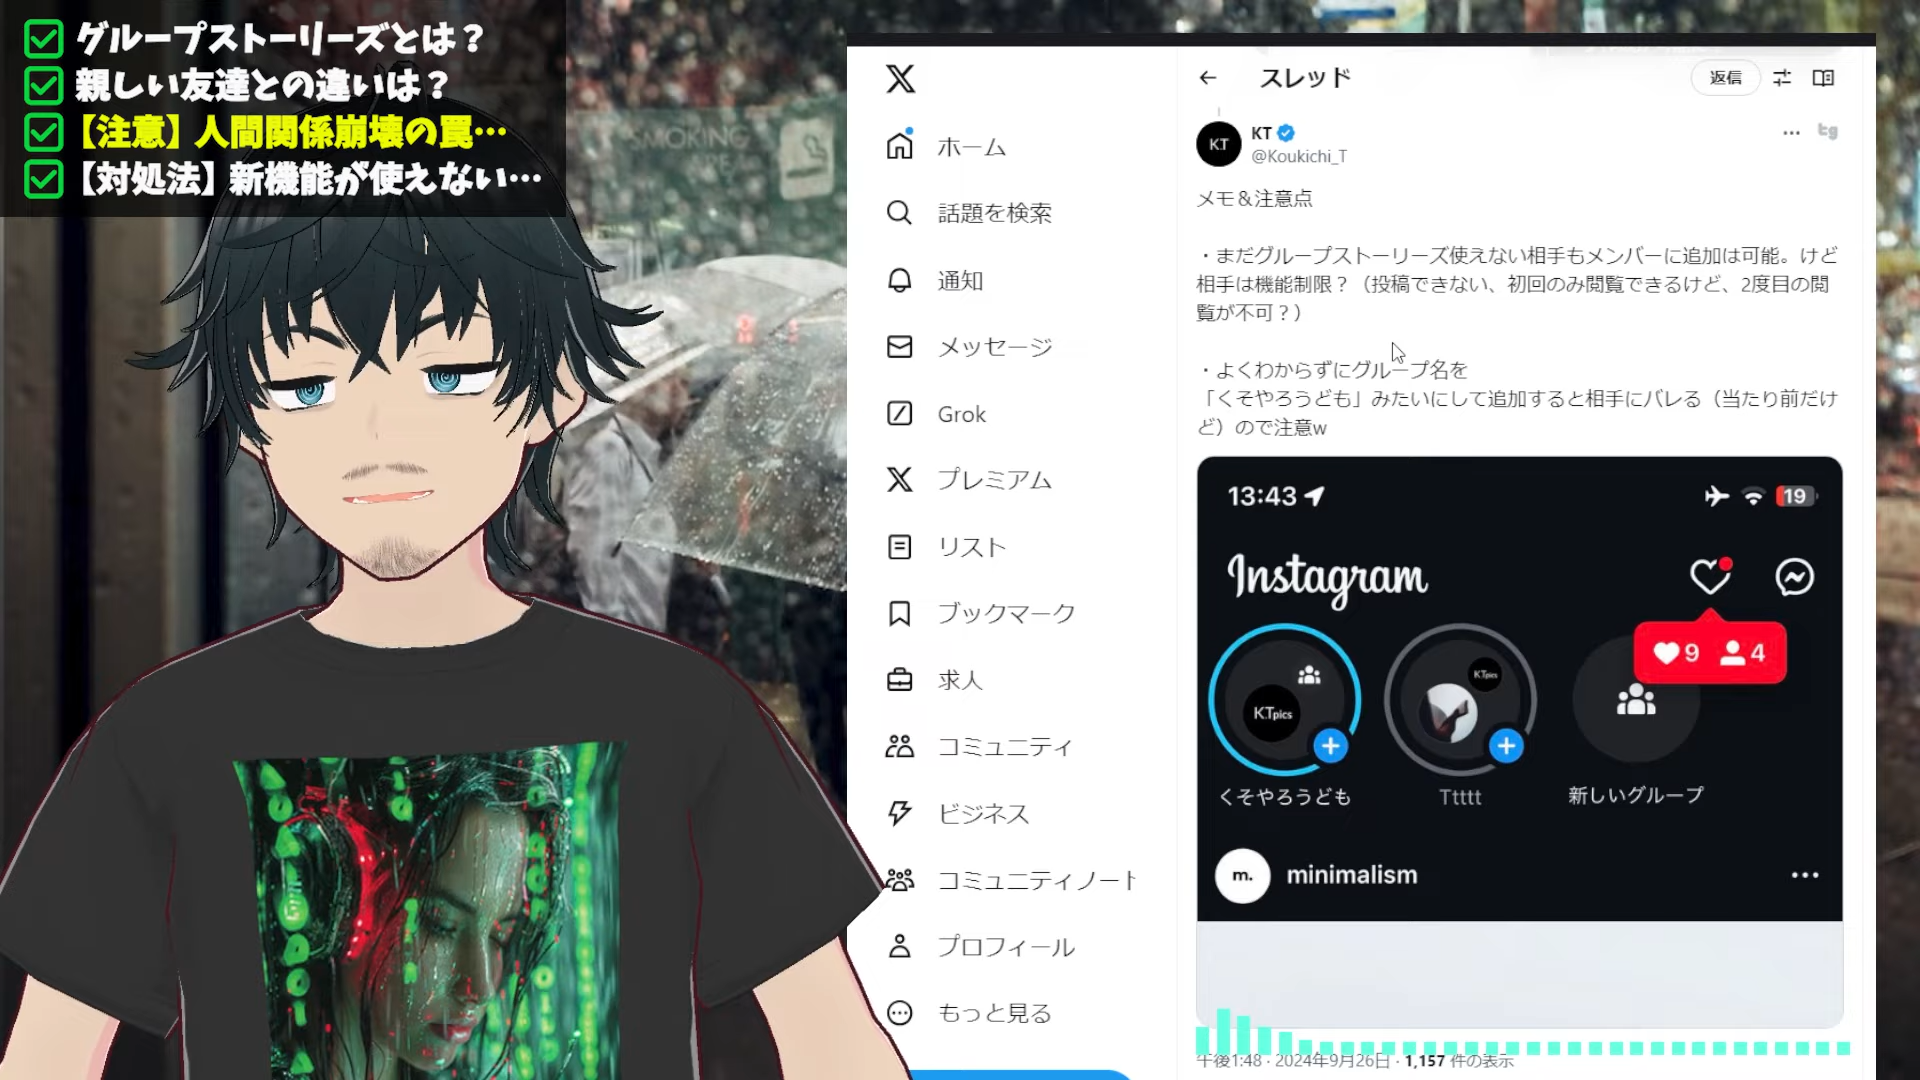 グループストーリーズとは？
親しい友達との違いは？
【注意】人間関係崩壊の罠…
【対処法】新機能が使えない…
SMOKING
ホーム
話題を検索
通知
メッセージ
Grok
プレミアム
リスト
ブックマーク
求人
コミュニティ
ビジネス
コミュニティノート
プロフィール
もっと見る
スレッド
返信
KT
KT
@Koukichi_T
メモ＆注意点
・まだグループストーリーズ使えない相手もメンバーに追加は可能。けど
相手は機能制限？（投稿できない、初回のみ閲覧できるけど、2度目の閲
覧が不可？）
・よくわからずにグループ名を
「くそやろうども」みたいにして追加すると相手にバレる（当たり前だけ
ど）ので注意w
13:43
19
Instagram
9 4
K.Tpics
K.Tpics
くそやろうども
Ttttt
新しいグループ
m. minimalism
午後1:48 · 2024年9月26日 · 1,157 件の表示